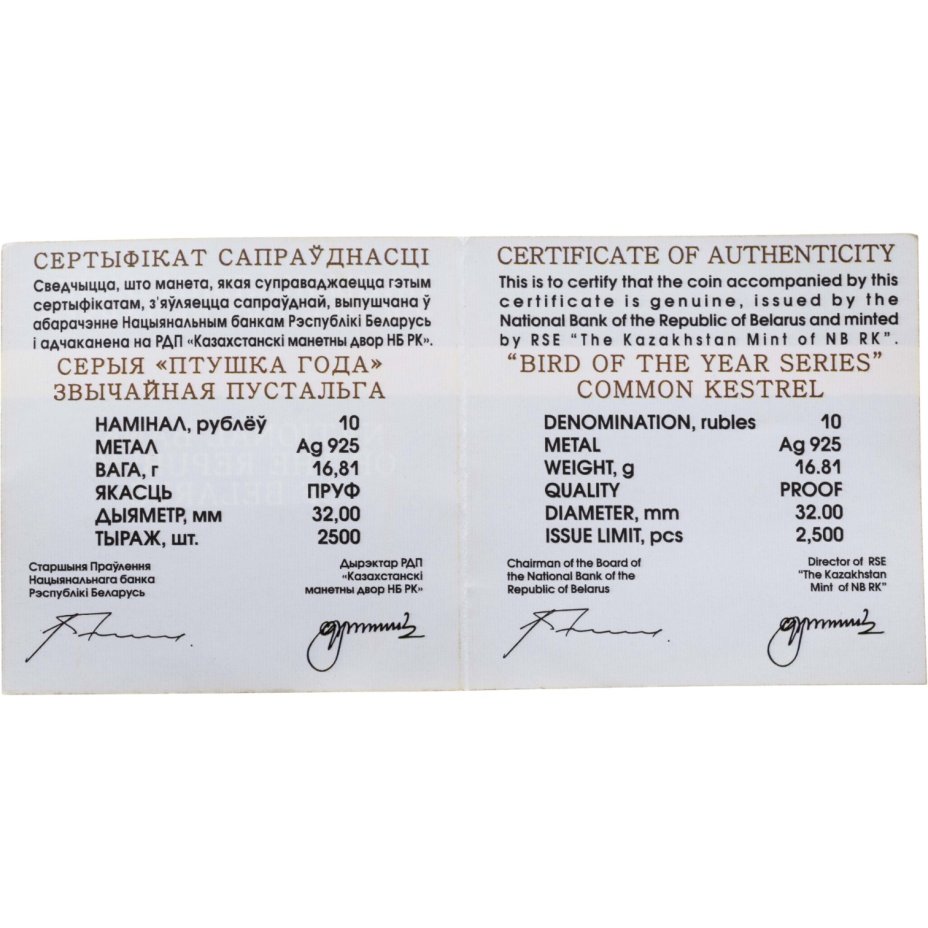 СЕРТЫФІКАТ САПРАЎДНАСЦІ
Сведчыцца, што манета, якая суправаджаецца гэтым
сертыфікатам, з'яўляецца сапраўднай, выпушчана ў
абарачэнне Нацыянальным банкам Рэспублікі Беларусь
і адчаканена на РДП «Казахстанскі манетны двор НБ РК».
СЕРЫЯ «ПТУШКА ГОДА»
ЗВЫЧАЙНАЯ ПУСТАЛЬГА
НАМІНАЛ, рублёў 10
МЕТАЛ Ag 925
ВАГА, г 16,81
ЯКАСЦЬ ПРУФ
ДЫЯМЕТР, мм 32,00
ТЫРАЖ, шт. 2500
Старшыня Праўлення
Нацыянальнага банка
Рэспублікі Беларусь
Дырэктар РДП
«Казахстанскі
манетны двор НБ РК»
CERTIFICATE OF AUTHENTICITY
This is to certify that the coin accompanied by this
certificate is genuine, issued by the
National Bank of the Republic of Belarus and minted
by RSE "The Kazakhstan Mint of NB RK".
"BIRD OF THE YEAR SERIES"
COMMON KESTREL
DENOMINATION, rubles 10
METAL Ag 925
WEIGHT, g 16.81
QUALITY PROOF
DIAMETER, mm 32.00
ISSUE LIMIT, pcs 2,500
Chairman of the Board of
the National Bank of the
Republic of Belarus
Director of RSE
"The Kazakhstan
Mint of NB RK"